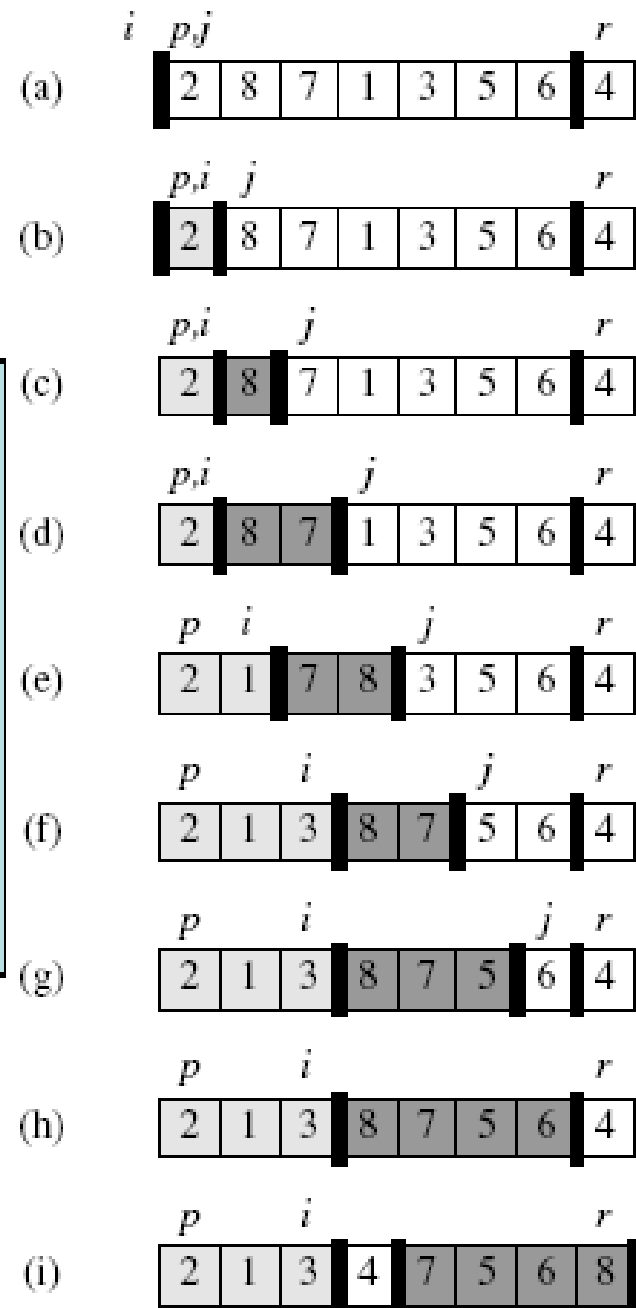 i p,j r
(a) 2 8 7 1 3 5 6 4
p,i j r
(b) 2 8 7 1 3 5 6 4
p,i j r
(c) 2 8 7 1 3 5 6 4
p,i j r
(d) 2 8 7 1 3 5 6 4
p i j r
(e) 2 1 7 8 3 5 6 4
p i j r
(f) 2 1 3 8 7 5 6 4
p i j r
(g) 2 1 3 8 7 5 6 4
p i r
(h) 2 1 3 8 7 5 6 4
p i r
(i) 2 1 3 4 7 5 6 8